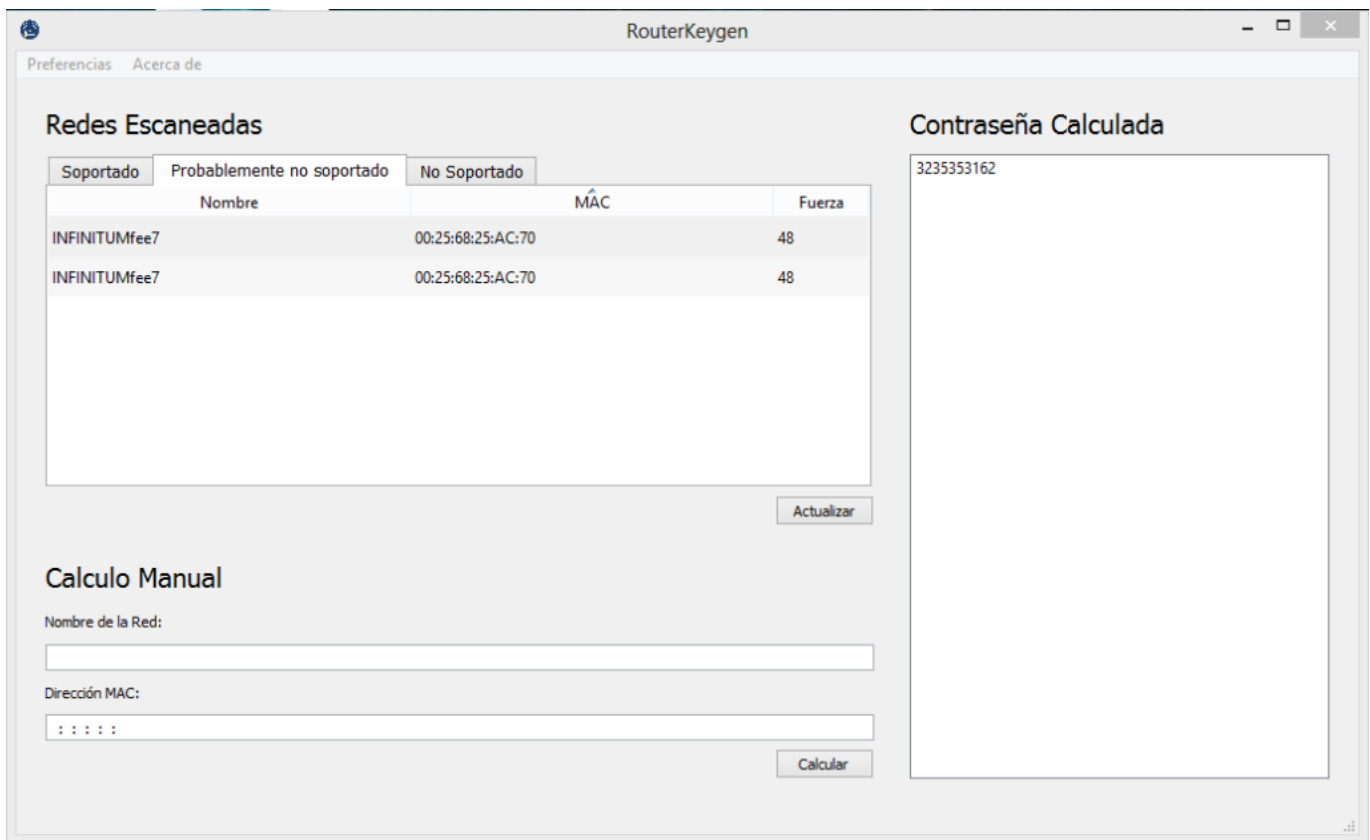 RouterKeygen
Preferencias Acerca de
Redes Escaneadas
Soportado Probablemente no soportado No Soportado
Nombre MAC Fuerza
INFINITUMfee7 00:25:68:25:AC:70 48
INFINITUMfee7 00:25:68:25:AC:70 48
Actualizar
Calculo Manual
Nombre de la Red:
Dirección MAC:
: : : : :
Calcular
Contraseña Calculada
3235353162